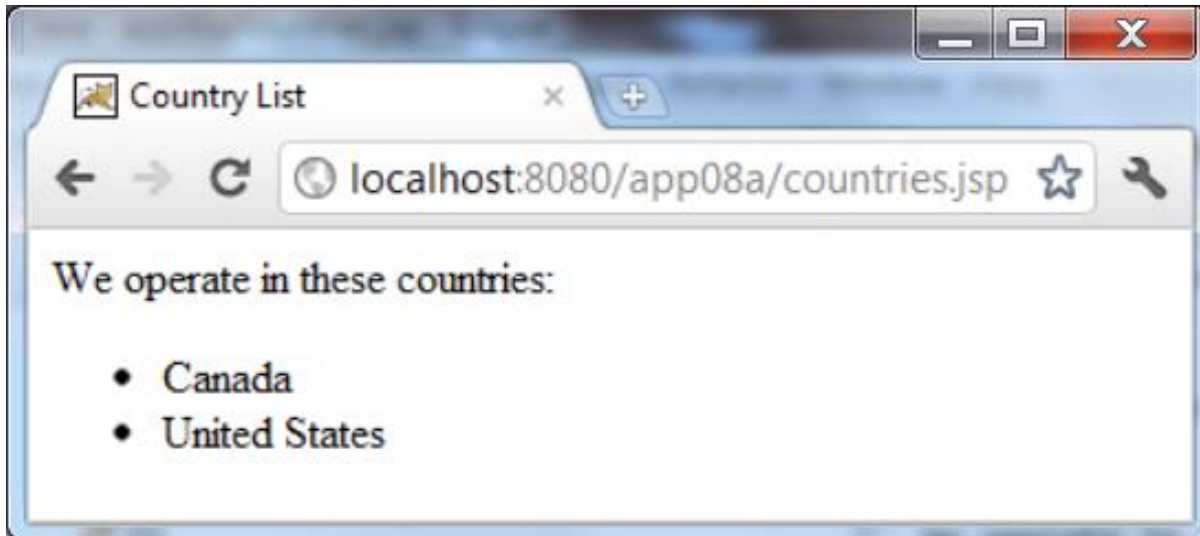 Country List
localhost:8080/app08a/countries.jsp
We operate in these countries:
Canada
United States